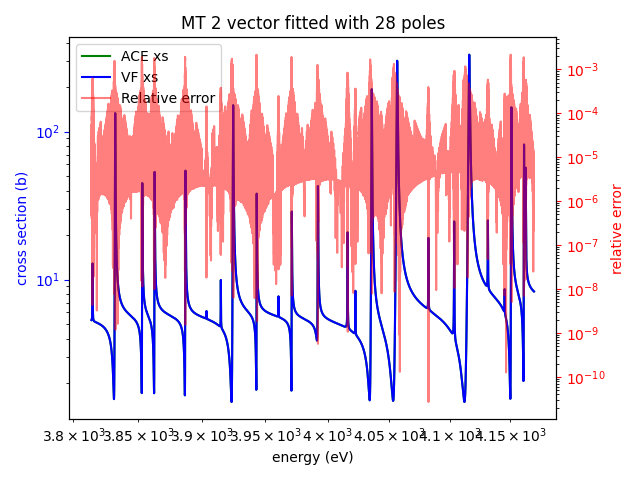 MT 2 vector fitted with 28 poles
ACE xs
VF xs
Relative error
cross section (b)
10²
10¹
10⁻³
10⁻⁴
10⁻⁵
10⁻⁶
10⁻⁷
10⁻⁸
10⁻⁹
10⁻¹⁰
relative error
3.8 × 10³ 3.85 × 10³ 3.9 × 10³ 3.95 × 10³ 4 × 10³ 4.05 × 10³ 4.1 × 10³ 4.15 × 10³
energy (eV)